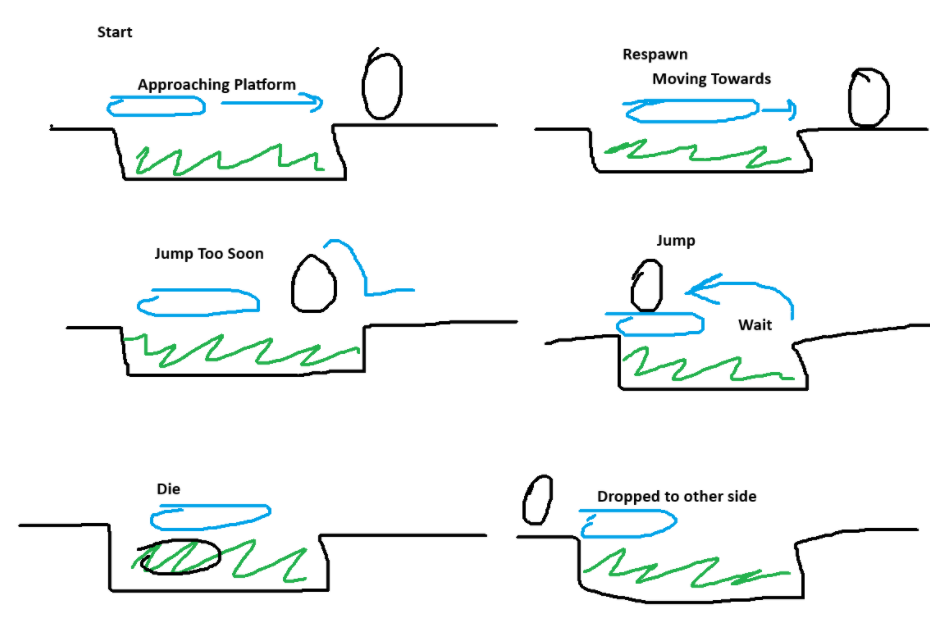 Start
Approaching Platform
Respawn
Moving Towards
Jump Too Soon
Jump
Wait
Die
Dropped to other side